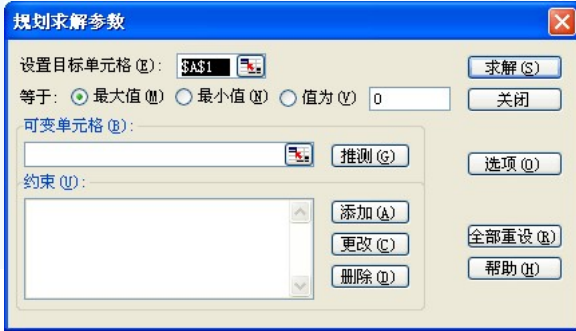 规划求解参数
设置目标单元格(E): $A$1 求解(S)
等于: 最大值(M) 最小值(N) 值为(V) 0 关闭
可变单元格(B):
推测(G) 选项(O)
约束(U):
添加(A)
更改(C) 全部重设(R)
删除(D) 帮助(H)